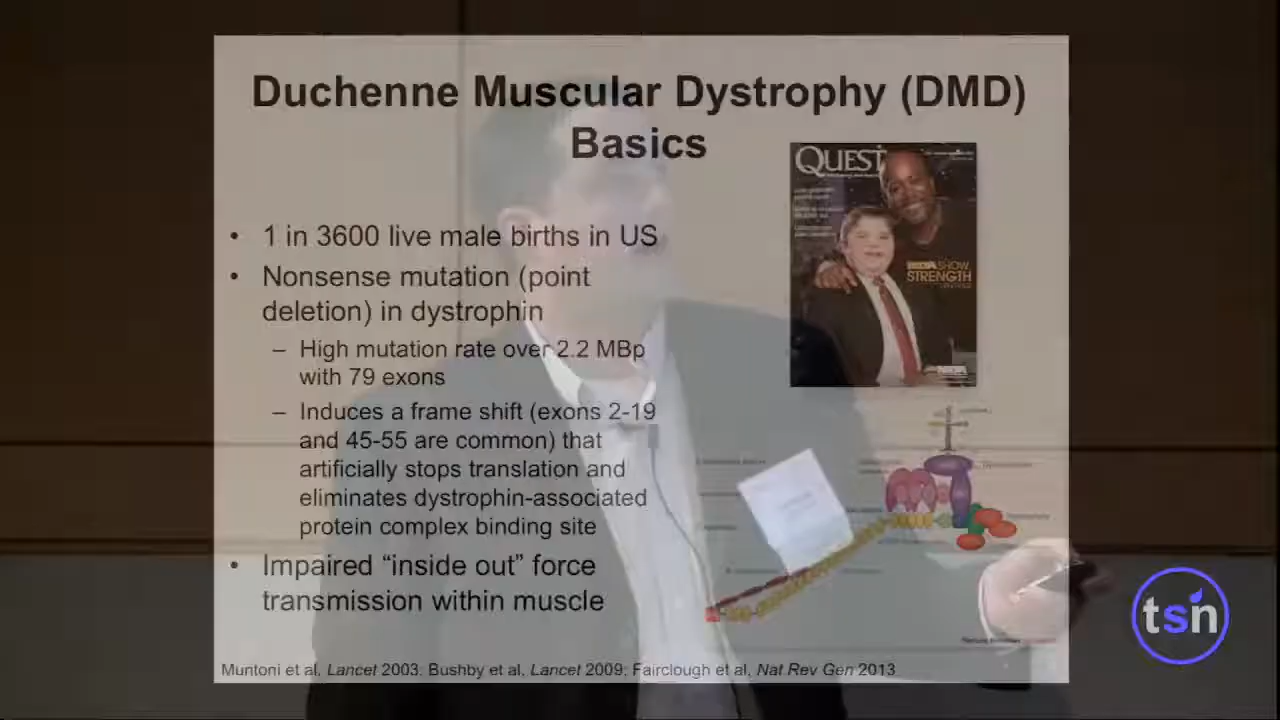 Duchenne Muscular Dystrophy (DMD)
Basics
QUEST
MDA SHOW
STRENGTH
• 1 in 3600 live male births in US
• Nonsense mutation (point
deletion) in dystrophin
– High mutation rate over 2.2 MBp
with 79 exons
– Induces a frame shift (exons 2-19
and 45-55 are common) that
artificially stops translation and
eliminates dystrophin-associated
protein complex binding site
• Impaired “inside out” force
transmission within muscle
Muntoni et al, Lancet 2003; Bushby et al, Lancet 2009; Fairclough et al, Nat Rev Gen 2013
tsn